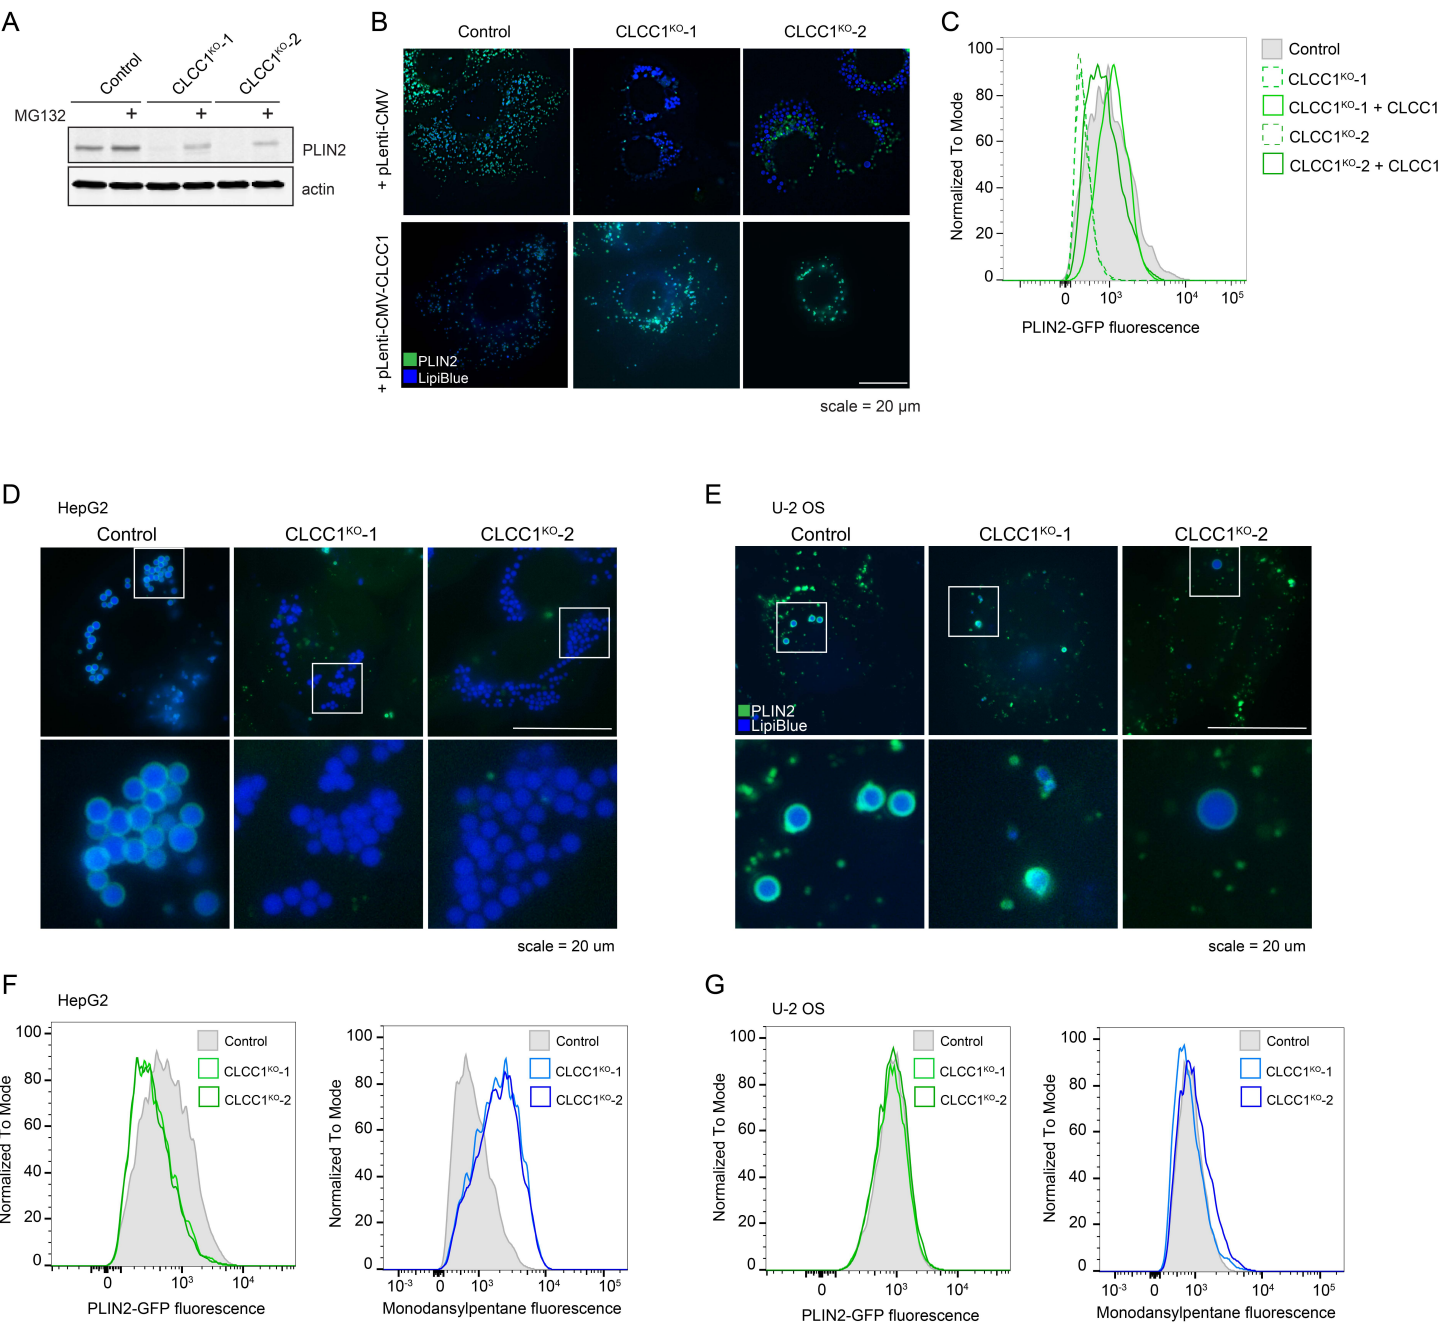 A
Control
CLCC1KO-1
CLCC1KO-2
MG132
+
+
+
PLIN2
actin
B
Control
CLCC1KO-1
CLCC1KO-2
+ pLenti-CMV
+ pLenti-CMV-CLCC1
PLIN2
LipiBlue
scale = 20 µm
C
Normalized To Mode
100
80
60
40
20
0
0
103
104
105
PLIN2-GFP fluorescence
Control
CLCC1KO-1
CLCC1KO-1 + CLCC1
CLCC1KO-2
CLCC1KO-2 + CLCC1
D
HepG2
Control
CLCC1KO-1
CLCC1KO-2
scale = 20 um
E
U-2 OS
Control
CLCC1KO-1
CLCC1KO-2
PLIN2
LipiBlue
scale = 20 um
F
HepG2
Normalized To Mode
100
80
60
40
20
0
0
103
104
PLIN2-GFP fluorescence
Control
CLCC1KO-1
CLCC1KO-2
Normalized To Mode
100
80
60
40
20
0
10-3
0
103
104
105
Monodansylpentane fluorescence
Control
CLCC1KO-1
CLCC1KO-2
G
U-2 OS
Normalized To Mode
100
80
60
40
20
0
0
103
104
PLIN2-GFP fluorescence
Control
CLCC1KO-1
CLCC1KO-2
Normalized To Mode
100
80
60
40
20
0
10-3
0
103
104
105
Monodansylpentane fluorescence
Control
CLCC1KO-1
CLCC1KO-2